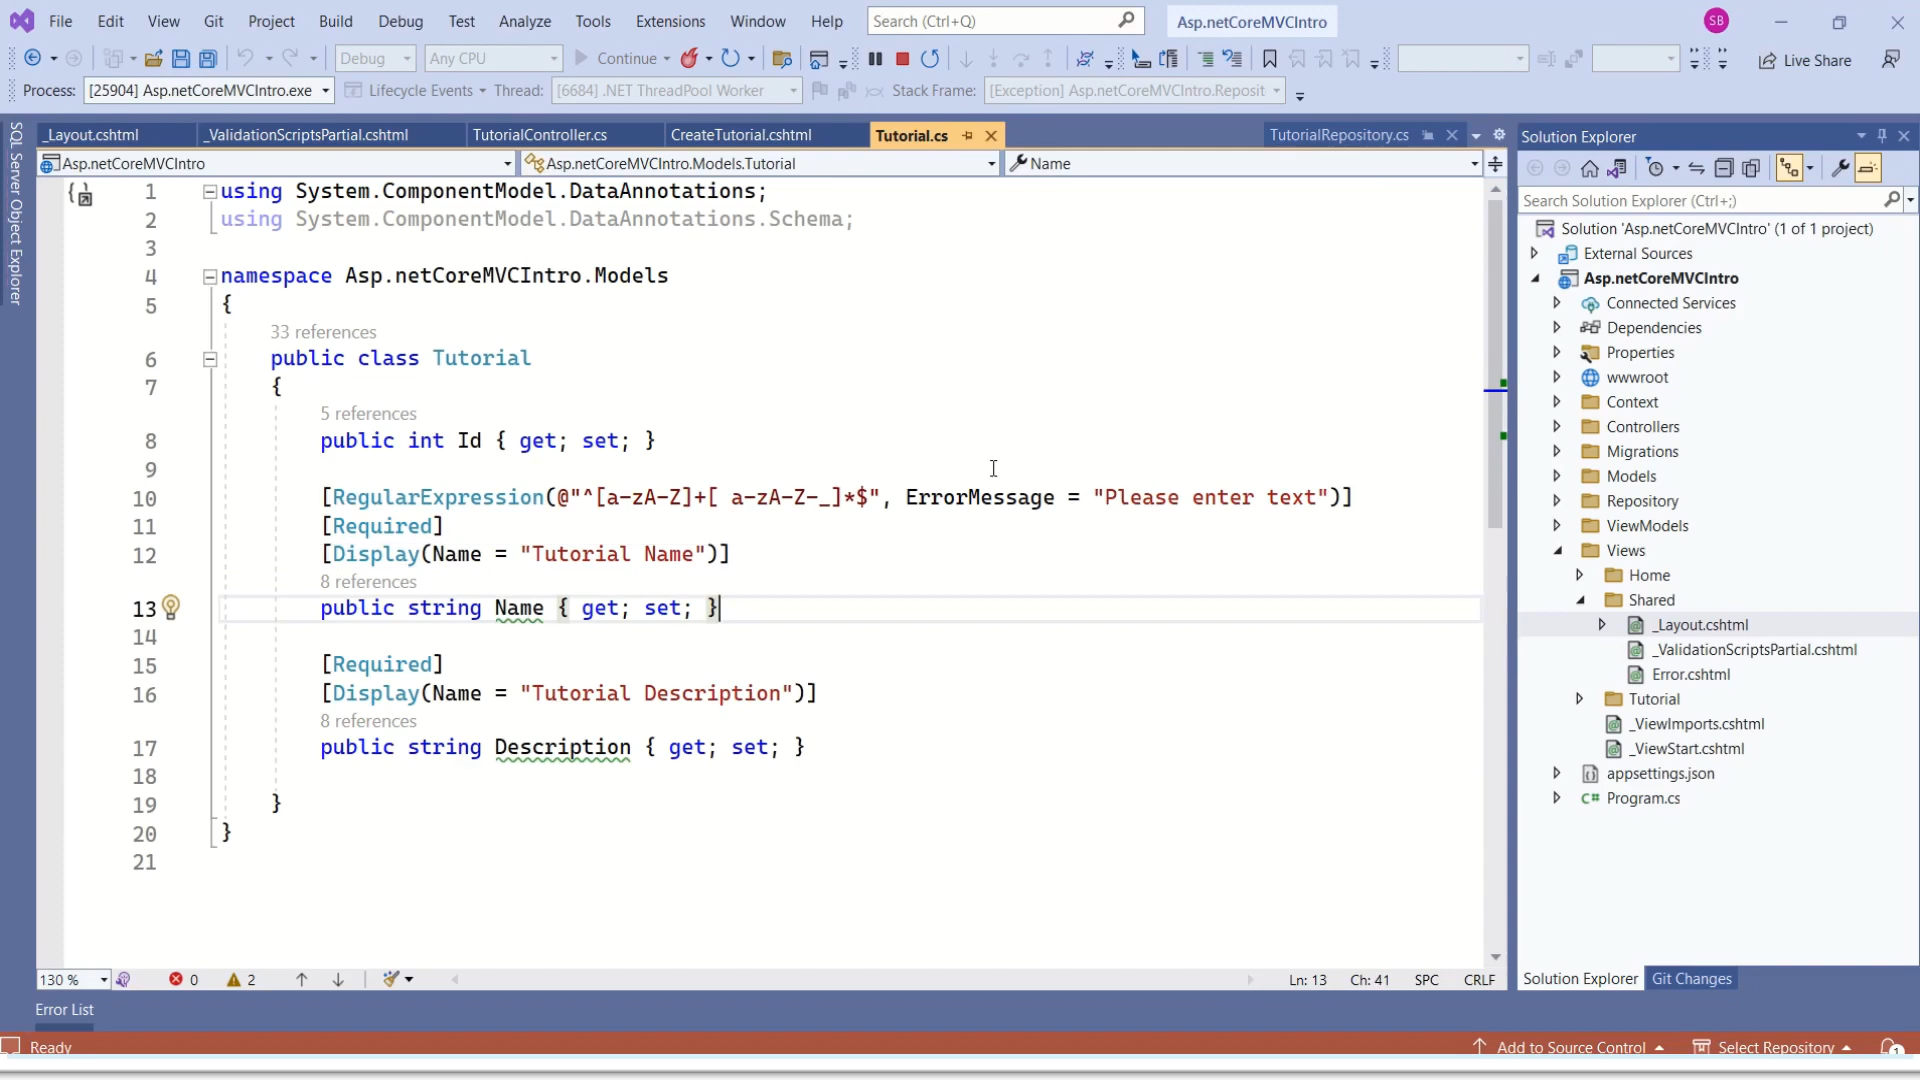 File Edit View Git Project Build Debug Test Analyze Tools Extensions Window Help Search (Ctrl+Q) Asp.netCoreMVCIntro SB
Debug Any CPU Continue Live Share
Process: [25904] Asp.netCoreMVCIntro.exe Lifecycle Events Thread: [6684] .NET ThreadPool Worker Stack Frame: [Exception] Asp.netCoreMVCIntro.Reposit
SQL Server Object Explorer
_Layout.cshtml _ValidationScriptsPartial.cshtml TutorialController.cs CreateTutorial.cshtml Tutorial.cs TutorialRepository.cs
Asp.netCoreMVCIntro Asp.netCoreMVCIntro.Models.Tutorial Name
1 using System.ComponentModel.DataAnnotations;
2 using System.ComponentModel.DataAnnotations.Schema;
3
4 namespace Asp.netCoreMVCIntro.Models
5 {
33 references
6 public class Tutorial
7 {
5 references
8 public int Id { get; set; }
9
10 [RegularExpression(@"^[a-zA-Z]+[ a-zA-Z-_]*$", ErrorMessage = "Please enter text")]
11 [Required]
12 [Display(Name = "Tutorial Name")]
8 references
13 public string Name { get; set; }
14
15 [Required]
16 [Display(Name = "Tutorial Description")]
8 references
17 public string Description { get; set; }
18
19 }
20 }
21
130 % 0 2 Ln: 13 Ch: 41 SPC CRLF
Solution Explorer
Search Solution Explorer (Ctrl+;)
Solution 'Asp.netCoreMVCIntro' (1 of 1 project)
External Sources
Asp.netCoreMVCIntro
Connected Services
Dependencies
Properties
wwwroot
Context
Controllers
Migrations
Models
Repository
ViewModels
Views
Home
Shared
_Layout.cshtml
_ValidationScriptsPartial.cshtml
Error.cshtml
Tutorial
_ViewImports.cshtml
_ViewStart.cshtml
appsettings.json
C# Program.cs
Solution Explorer Git Changes
Error List
Ready Add to Source Control Select Repository 1